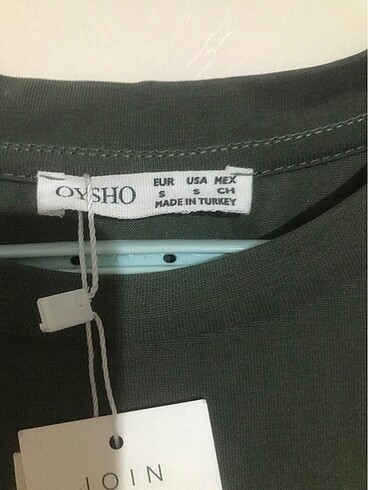 OYSHO
EUR USA MEX
S S CH
MADE IN TURKEY
JOIN